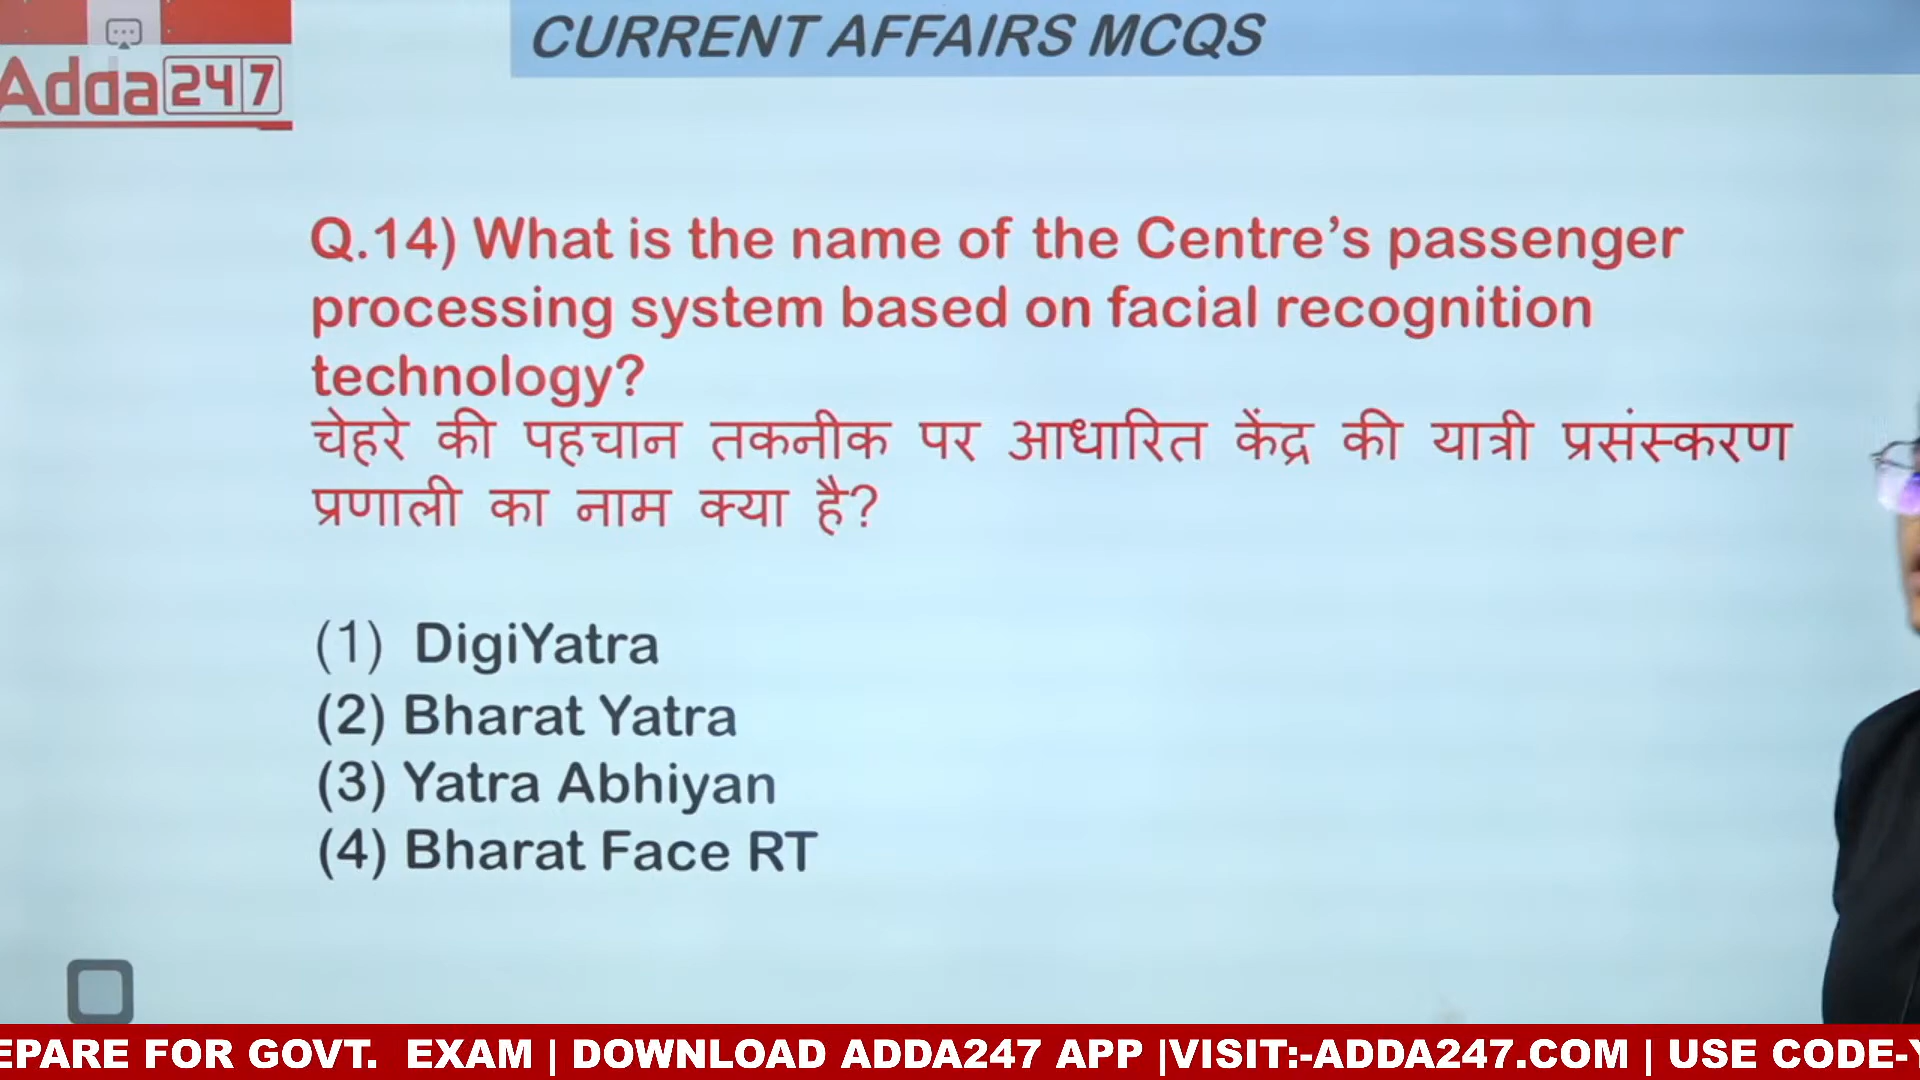 CURRENT AFFAIRS MCQS
Adda247
Q.14) What is the name of the Centre’s passenger
processing system based on facial recognition
technology?
चेहरे की पहचान तकनीक पर आधारित केंद्र की यात्री प्रसंस्करण
प्रणाली का नाम क्या है?
(1) DigiYatra
(2) Bharat Yatra
(3) Yatra Abhiyan
(4) Bharat Face RT
EPARE FOR GOVT. EXAM | DOWNLOAD ADDA247 APP |VISIT:-ADDA247.COM | USE CODE-Y